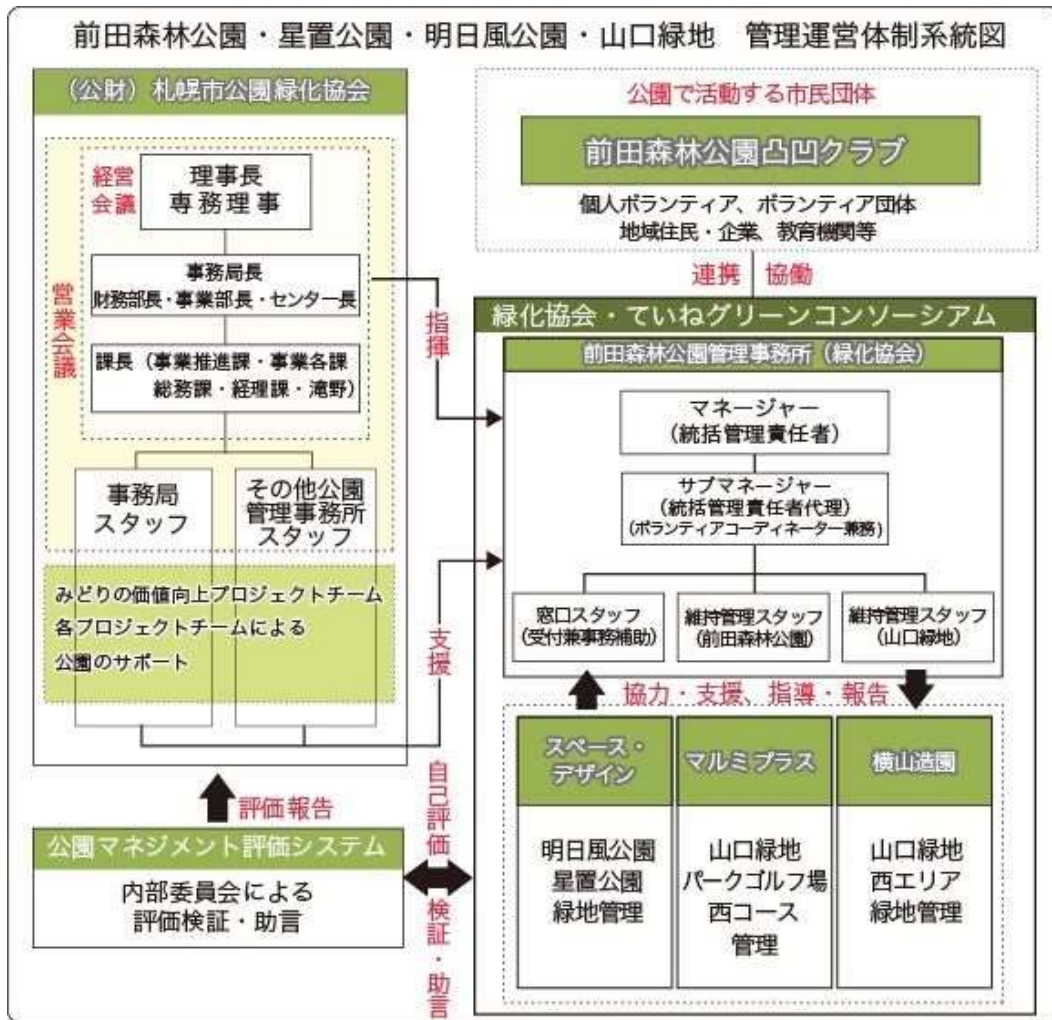 前田森林公園・星置公園・明日風公園・山口緑地　管理運営体制系統図
（公財）札幌市公園緑化協会
経営
会議
理事長
専務理事
営業会議
事務局長
財務部長・事業部長・センター長
課長（事業推進課・事業各課
総務課・経理課・滝野）
事務局
スタッフ
その他公園
管理事務所
スタッフ
みどりの価値向上プロジェクトチーム
各プロジェクトチームによる
公園のサポート
指揮
支援
評価報告
公園マネジメント評価システム
内部委員会による
評価検証・助言
自己評価
検証・助言
公園で活動する市民団体
前田森林公園凸凹クラブ
個人ボランティア、ボランティア団体
地域住民・企業、教育機関等
連携　協働
緑化協会・ていねグリーンコンソーシアム
前田森林公園管理事務所（緑化協会）
マネージャー
（統括管理責任者）
サブマネージャー
（統括管理責任者代理）
（ボランティアコーディネーター兼務）
窓口スタッフ
（受付兼事務補助）
維持管理スタッフ
（前田森林公園）
維持管理スタッフ
（山口緑地）
協力・支援、指導・報告
スペース・
デザイン
明日風公園
星置公園
緑地管理
マルミプラス
山口緑地
パークゴルフ場
西コース
管理
横山造園
山口緑地
西エリア
緑地管理